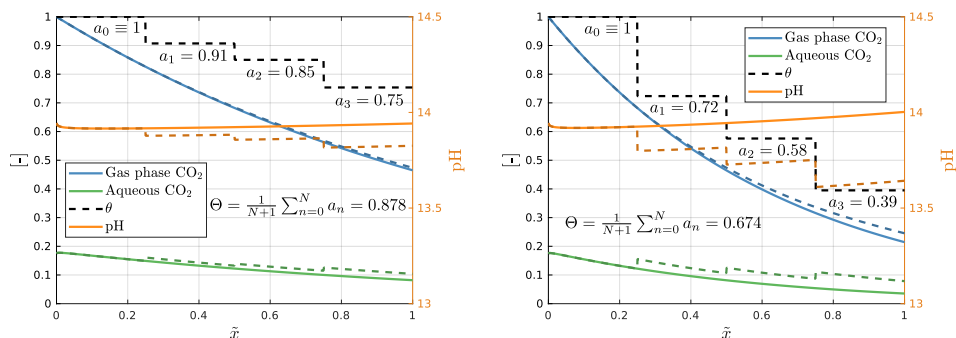 1
0.9
0.8
0.7
0.6
0.5
0.4
0.3
0.2
0.1
0
[-]
0
0.2
0.4
0.6
0.8
1
x̃
14.5
14
13.5
13
pH
a₀ ≡ 1
a₁ = 0.91
a₂ = 0.85
a₃ = 0.75
Gas phase CO₂
Aqueous CO₂
θ
pH
Θ = 1/(N+1) ∑ₙ₌₀ᴺ aₙ = 0.878
1
0.9
0.8
0.7
0.6
0.5
0.4
0.3
0.2
0.1
0
[-]
0
0.2
0.4
0.6
0.8
1
x̃
14.5
14
13.5
13
pH
a₀ ≡ 1
a₁ = 0.72
a₂ = 0.58
a₃ = 0.39
Gas phase CO₂
Aqueous CO₂
θ
pH
Θ = 1/(N+1) ∑ₙ₌₀ᴺ aₙ = 0.674